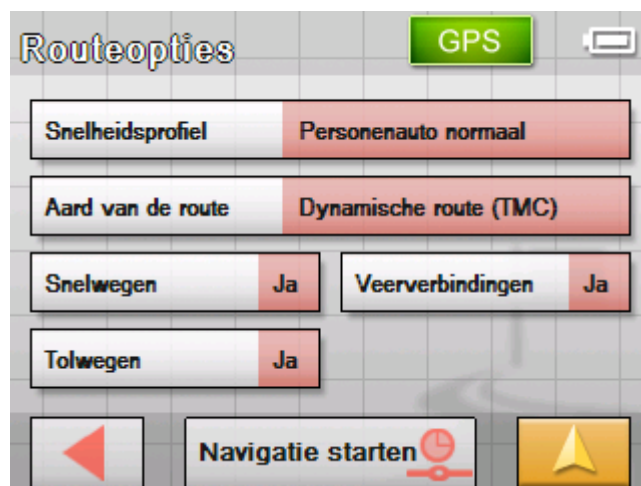 Routeopties GPS
Snelheidsprofiel Personenauto normaal
Aard van de route Dynamische route (TMC)
Snelwegen Ja Veerverbindingen Ja
Tolwegen Ja
Navigatie starten